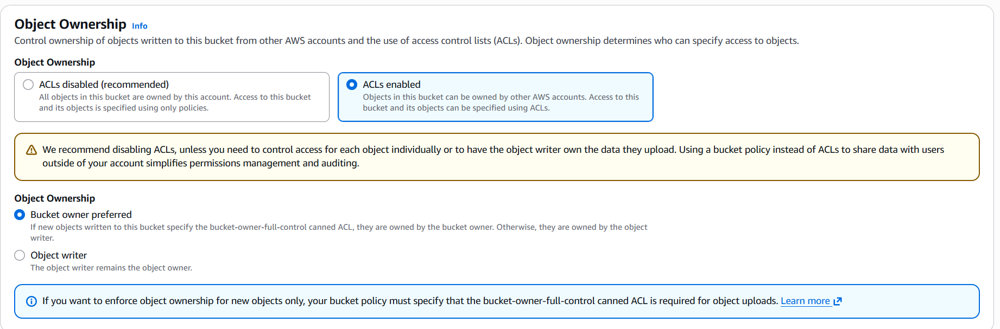 Object Ownership Info
Control ownership of objects written to this bucket from other AWS accounts and the use of access control lists (ACLs). Object ownership determines who can specify access to objects.
Object Ownership
ACLs disabled (recommended)
All objects in this bucket are owned by this account. Access to this bucket
and its objects is specified using only policies.
ACLs enabled
Objects in this bucket can be owned by other AWS accounts. Access to this
bucket and its objects can be specified using ACLs.
We recommend disabling ACLs, unless you need to control access for each object individually or to have the object writer own the data they upload. Using a bucket policy instead of ACLs to share data with users
outside of your account simplifies permissions management and auditing.
Object Ownership
Bucket owner preferred
If new objects written to this bucket specify the bucket-owner-full-control canned ACL, they are owned by the bucket owner. Otherwise, they are owned by the object
writer.
Object writer
The object writer remains the object owner.
If you want to enforce object ownership for new objects only, your bucket policy must specify that the bucket-owner-full-control canned ACL is required for object uploads. Learn more